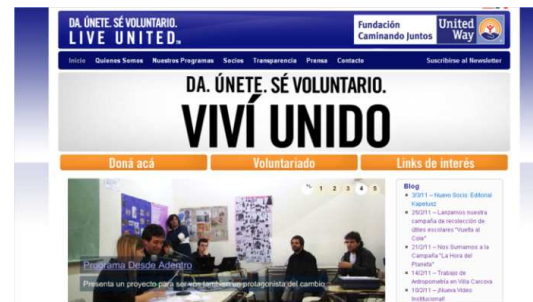 DA. ÚNETE. SÉ VOLUNTARIO.
LIVE UNITED™
Fundación
Caminando Juntos
United
Way
Inicio Quienes Somos Nuestros Programas Socios Transparencia Prensa Contacto Suscribirse al Newsletter
DA. ÚNETE. SÉ VOLUNTARIO.
VIVÍ UNIDO
Doná acá Voluntariado Links de interés
1 2 3 4 5
Programa Desde Adentro
Presenta un proyecto para ser vos también un protagonista del cambio
Blog
3/3/11 – Nuevo Socio: Editorial
Kapelusz
28/2/11 – Lanzamos nuestra
campaña de recolección de
útiles escolares "Vuelta al
Cole"
21/2/11 – Nos Sumamos a la
Campaña "La Hora del
Planeta"
14/2/11 – Trabajo de
Antropometría en Villa Carcova
10/2/11 – ¡Nuevo Video
Institucional!